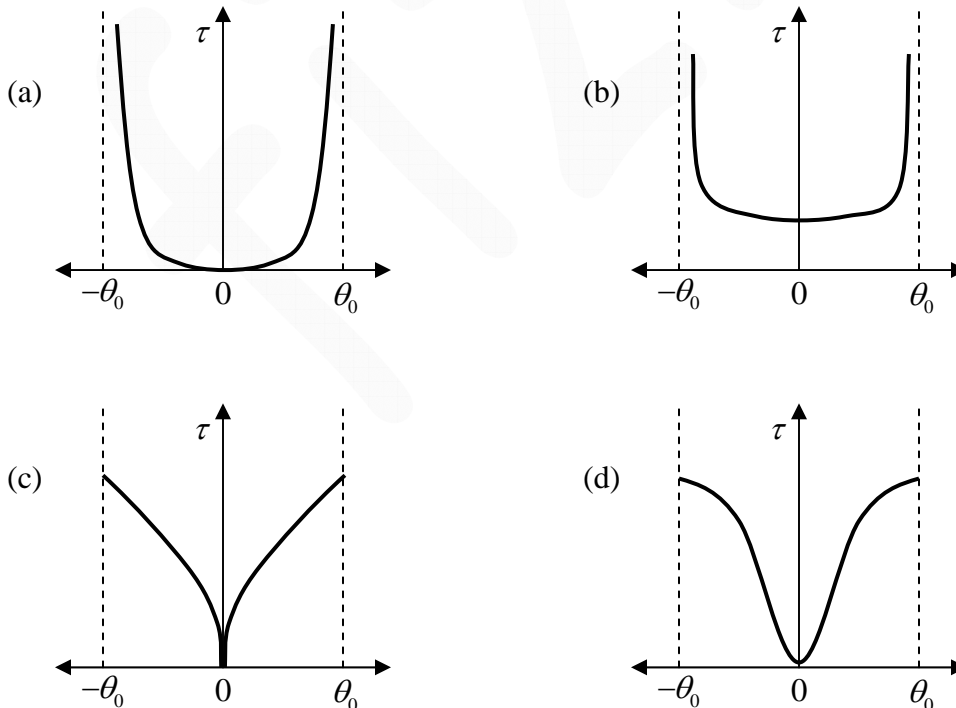 (a) τ −θ₀ 0 θ₀
(b) τ −θ₀ 0 θ₀
(c) τ −θ₀ 0 θ₀
(d) τ −θ₀ 0 θ₀